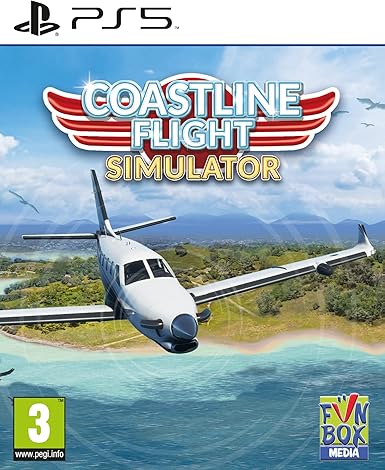 PS5
COASTLINE
FLIGHT
SIMULATOR
3
www.pegi.info
FUN
BOX
MEDIA